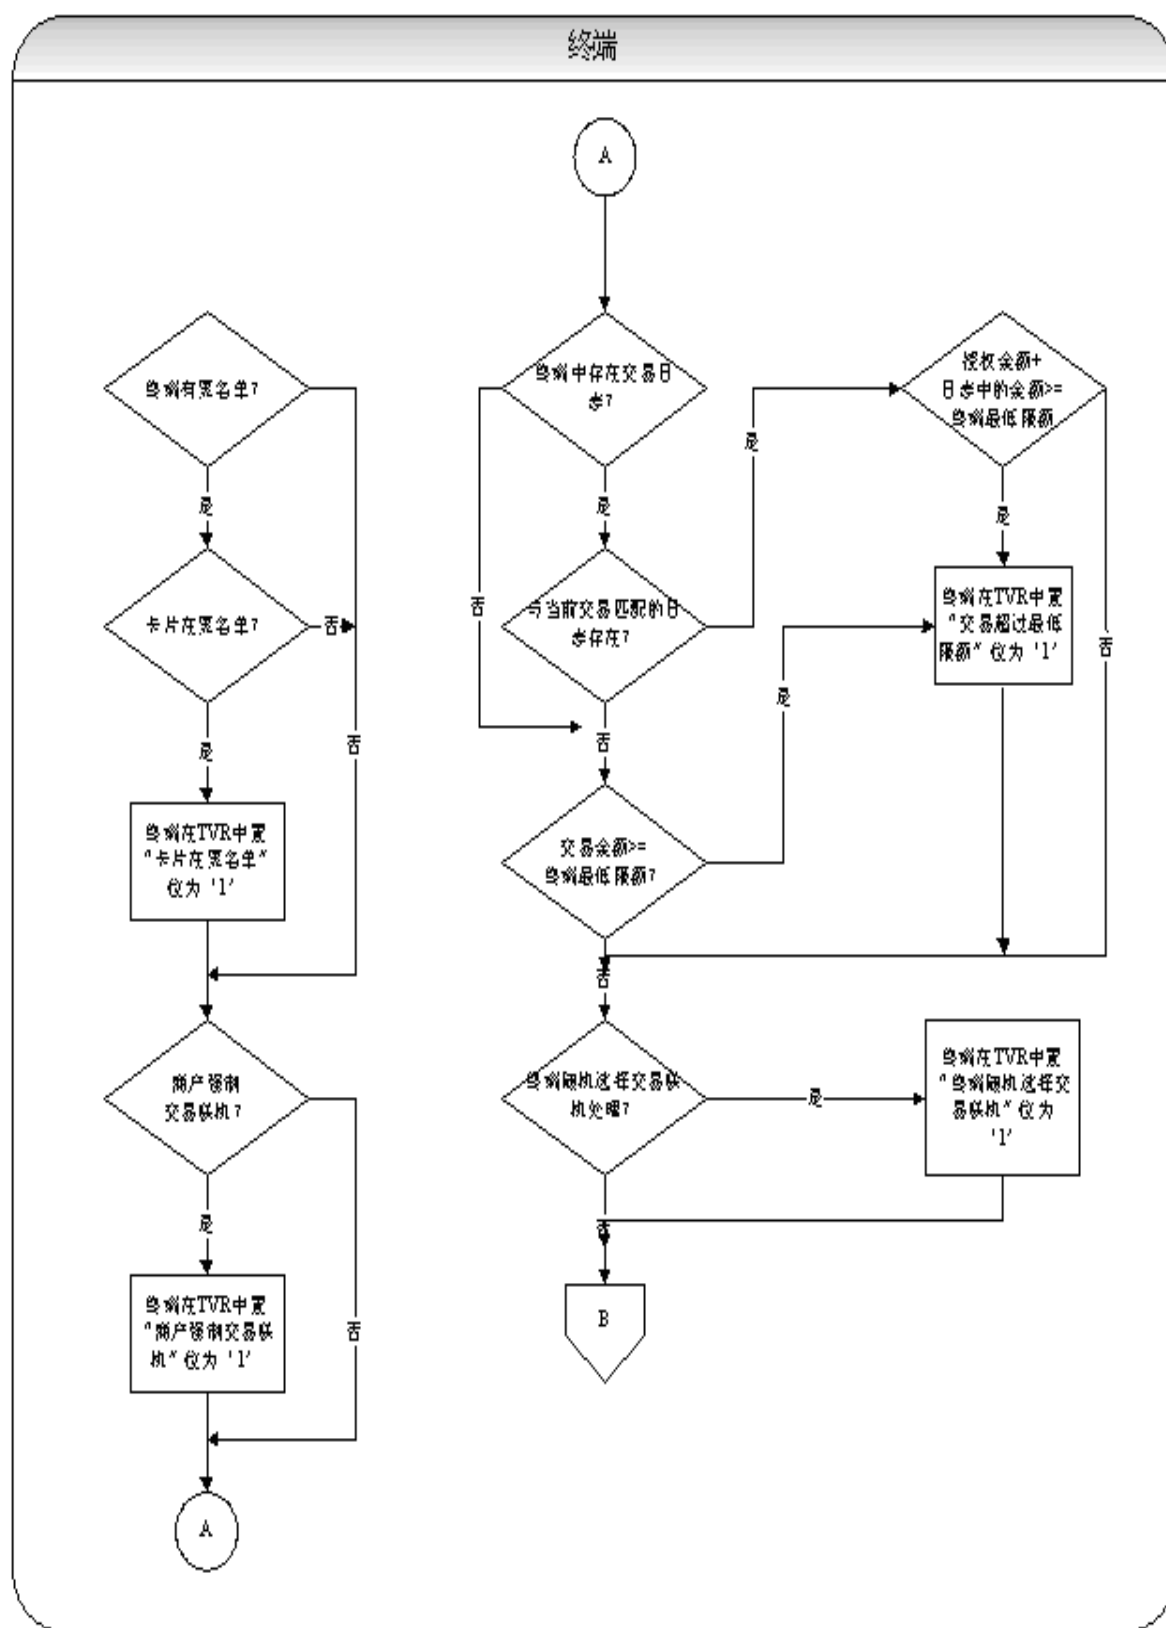 终端
终端有黑名单?
是
卡片在黑名单?
否
是
否
终端在TVR中置
“卡片在黑名单”
位为 '1'
商户强制
交易联机?
是
否
终端在TVR中置
“商户强制交易联
机” 位为 '1'
A
A
终端中存在交易日
志?
是
否
与当前交易匹配的日
志存在?
是
否
交易金额>=
终端最低限额?
是
否
授权金额+
日志中的金额>=
终端最低限额
是
否
终端在TVR中置
“交易超过最低
限额” 位为 '1'
终端随机选择交易联
机处理?
是
否
终端在TVR中置
“终端随机选择交
易联机” 位为
'1'
B